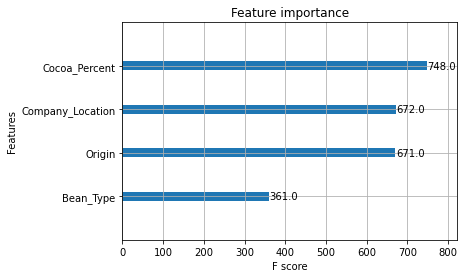 Feature importance
Cocoa_Percent
748.0
Company_Location
672.0
Origin
671.0
Bean_Type
361.0
Features
0 100 200 300 400 500 600 700 800
F score